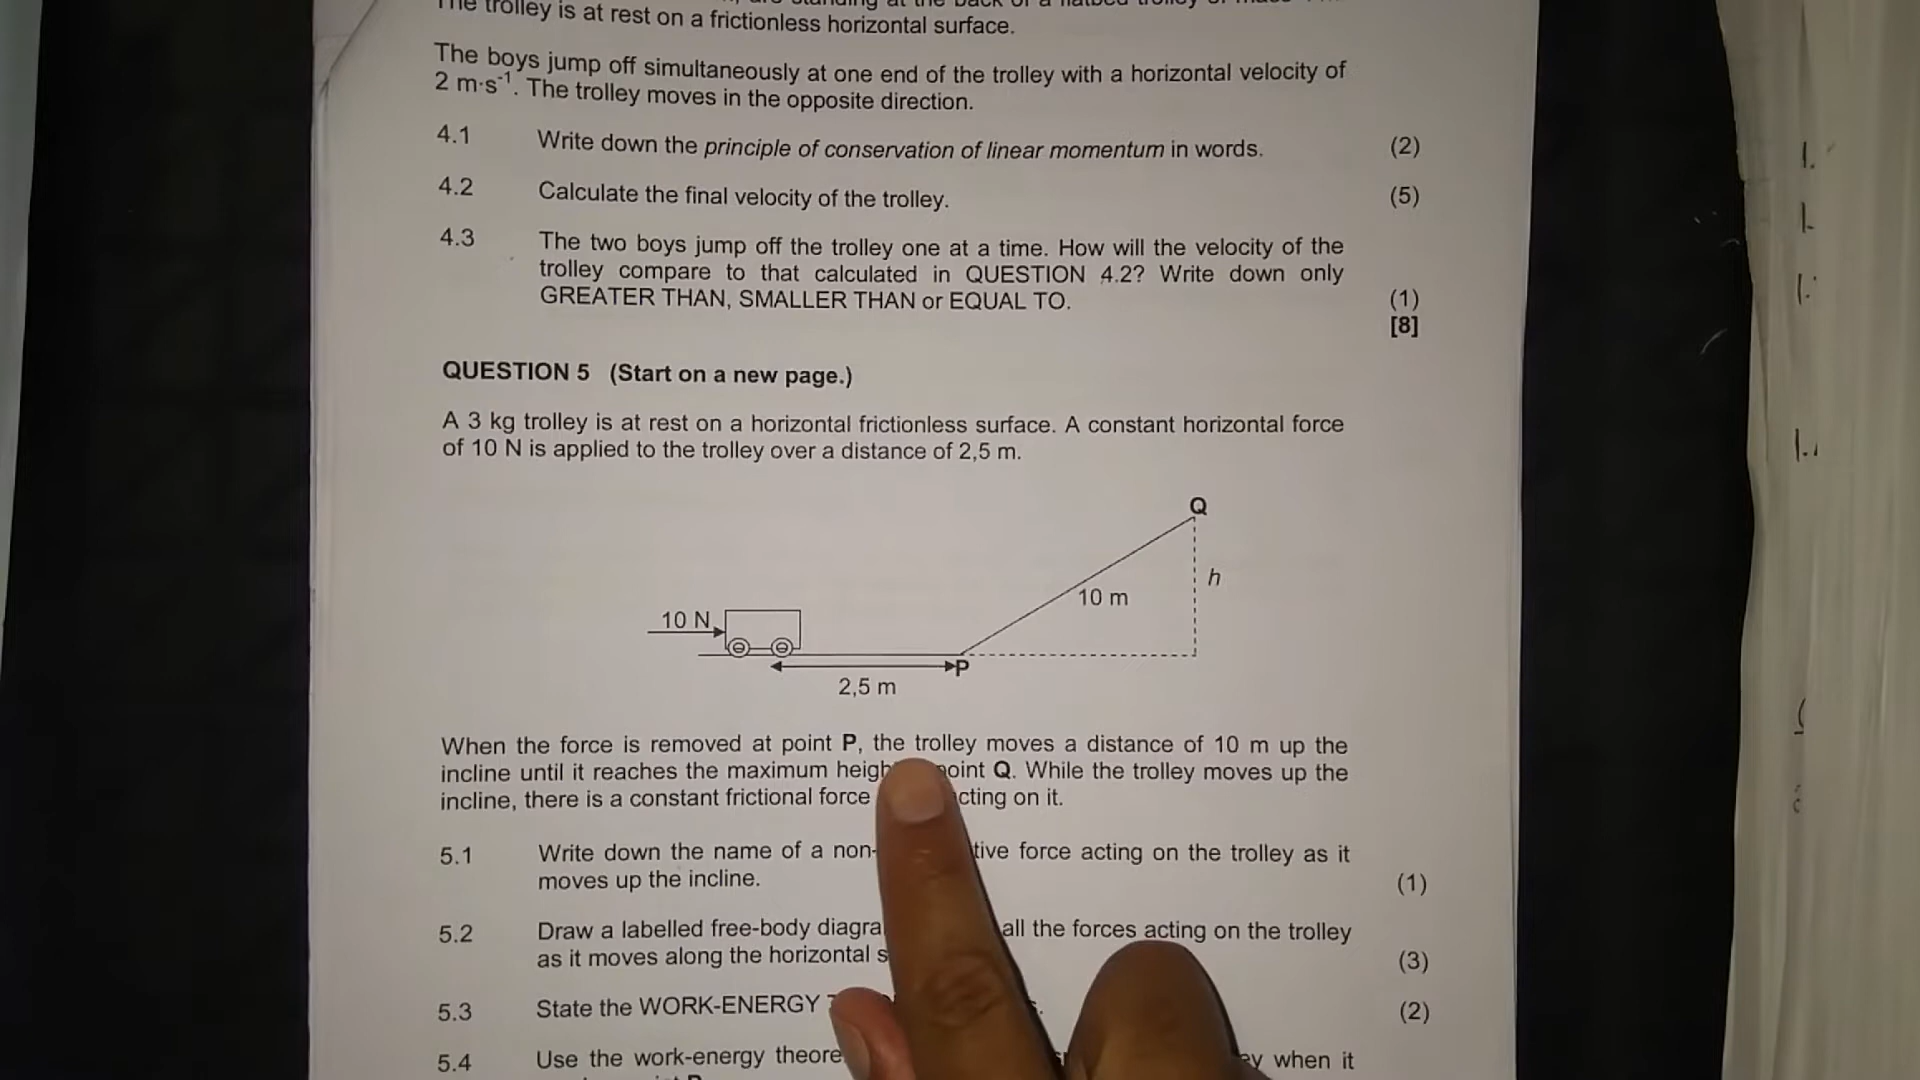 The trolley is at rest on a frictionless horizontal surface.
The boys jump off simultaneously at one end of the trolley with a horizontal velocity of
2 m·s⁻¹. The trolley moves in the opposite direction.
4.1 Write down the principle of conservation of linear momentum in words. (2)
4.2 Calculate the final velocity of the trolley. (5)
4.3 The two boys jump off the trolley one at a time. How will the velocity of the
trolley compare to that calculated in QUESTION 4.2? Write down only
GREATER THAN, SMALLER THAN or EQUAL TO. (1)
[8]
QUESTION 5 (Start on a new page.)
A 3 kg trolley is at rest on a horizontal frictionless surface. A constant horizontal force
of 10 N is applied to the trolley over a distance of 2,5 m.
Q
h
10 m
10 N
P
2,5 m
When the force is removed at point P, the trolley moves a distance of 10 m up the
incline until it reaches the maximum point Q. While the trolley moves up the
incline, there is a constant frictional force acting on it.
5.1 Write down the name of a force acting on the trolley as it
moves up the incline. (1)
5.2 Draw a labelled free-body all the forces acting on the trolley
as it moves along the horizontal (3)
5.3 State the WORK-ENERGY (2)
5.4 Use the work-energy when it